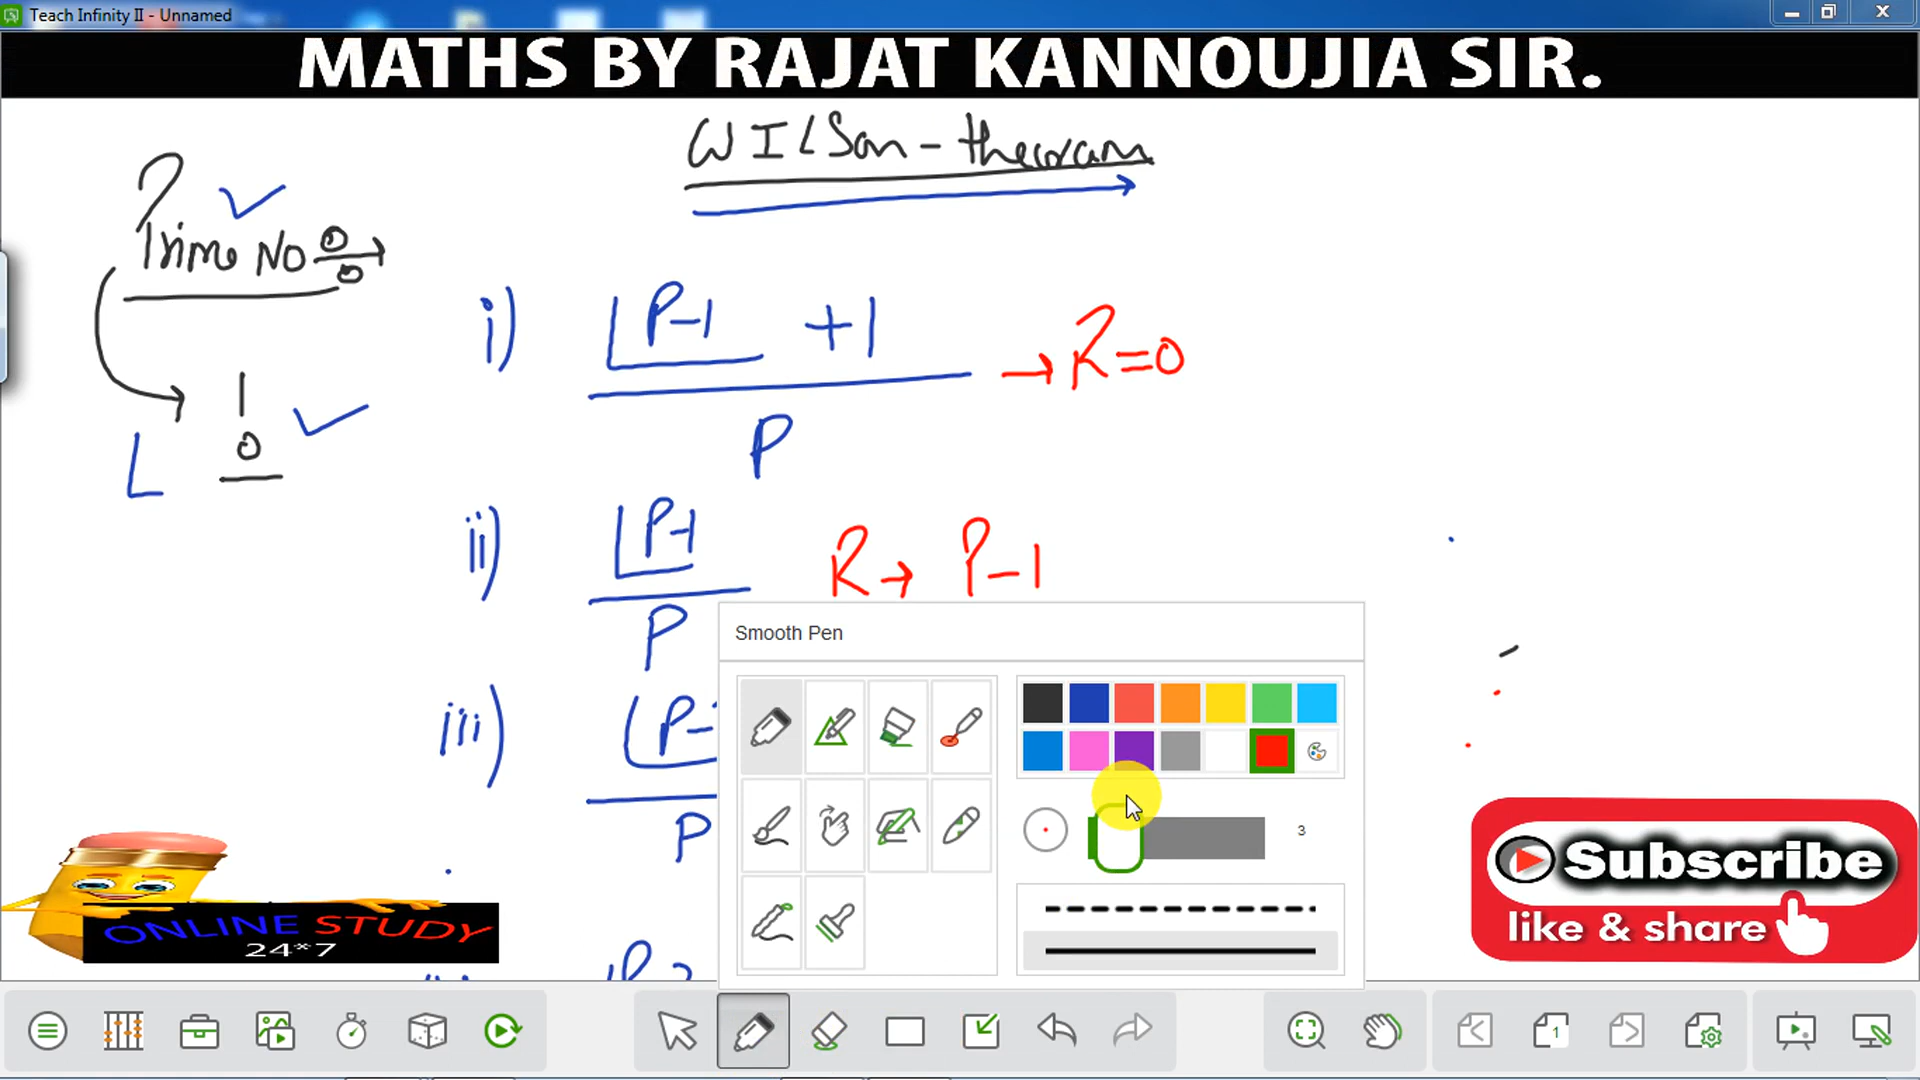 Teach Infinity II - Unnamed
MATHS BY RAJAT KANNOUJIA SIR.
WILSon - theoram
P
Prime No %→
L ! 
i) |P-1 +1 → R=0
P
ii) |P-1 R → P-1
P
Smooth Pen
iii) |P-
P
3
ONLINE STUDY
24*7
Subscribe
like & share
1